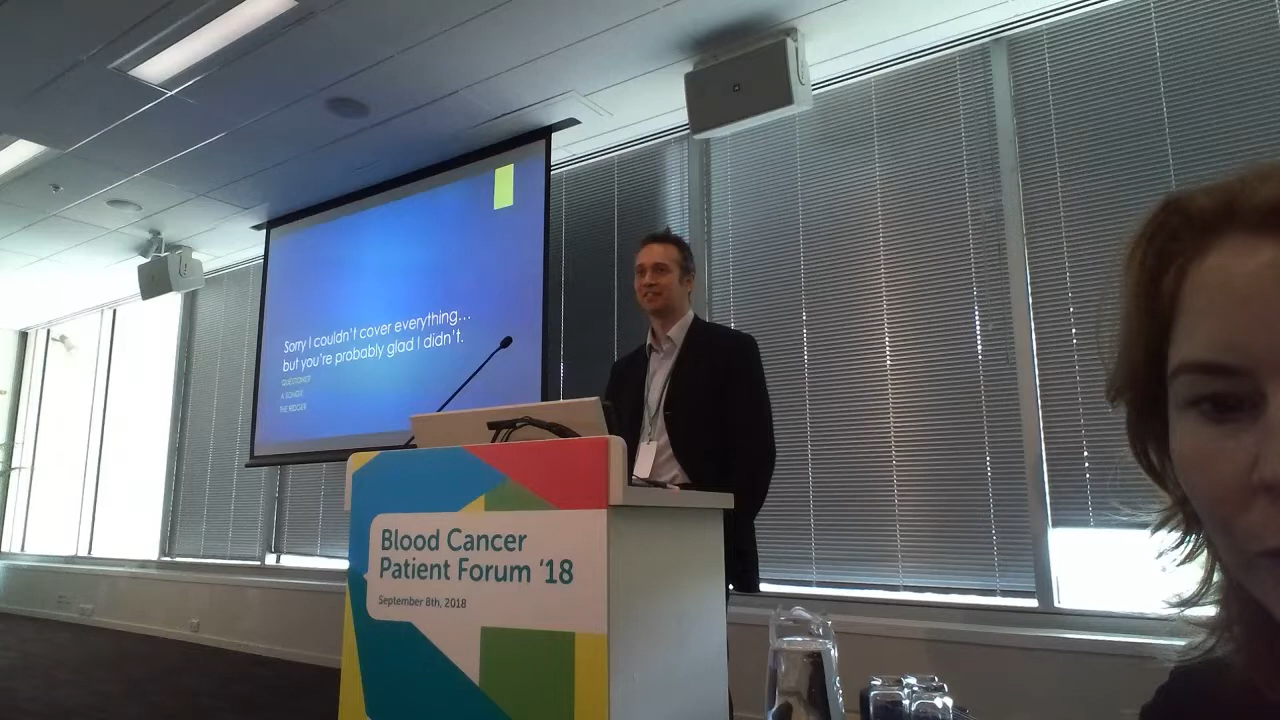 Sorry I couldn't cover everything...
but you're probably glad I didn't.
QUESTIONS?
A SONG?
Blood Cancer
Patient Forum '18
September 8th, 2018